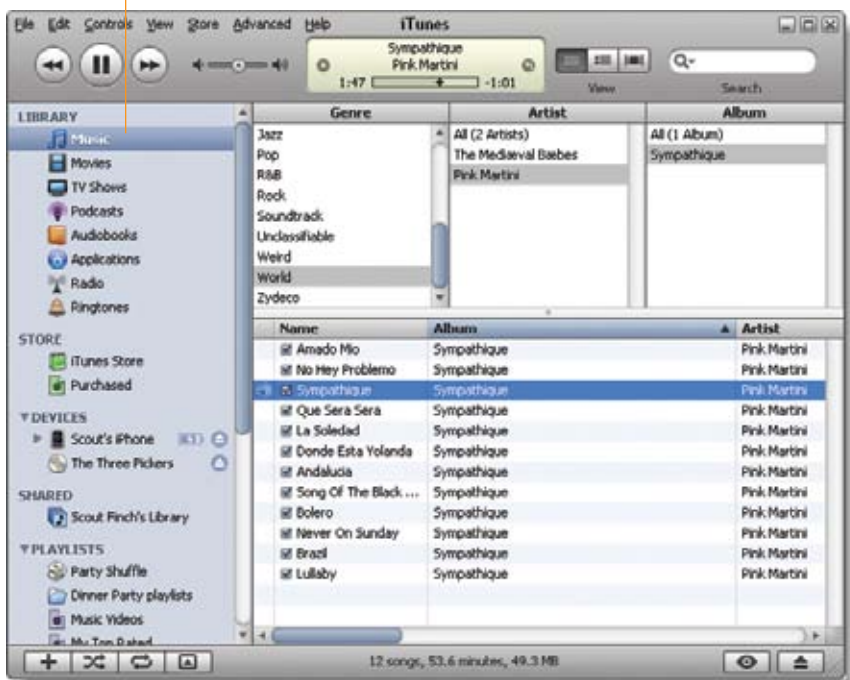 File Edit Controls View Store Advanced Help iTunes
Sympathique
Pink Martini
1:47 -1:01
View Search
LIBRARY
Music
Movies
TV Shows
Podcasts
Audiobooks
Applications
Radio
Ringtones
STORE
iTunes Store
Purchased
DEVICES
Scout's iPhone
The Three Pickers
SHARED
Scout Finch's Library
PLAYLISTS
Party Shuffle
Dinner Party playlists
Music Videos
My Top Rated
Genre Artist Album
Jazz All (2 Artists) All (1 Album)
Pop The Mediæval Bæbes Sympathique
R&B Pink Martini
Rock
Soundtrack
Unclassifiable
Weird
World
Zydeco
Name Album Artist
Amado Mio Sympathique Pink Martini
No Hey Problemo Sympathique Pink Martini
Sympathique Sympathique Pink Martini
Que Sera Sera Sympathique Pink Martini
La Soledad Sympathique Pink Martini
Donde Esta Yolanda Sympathique Pink Martini
Andalucia Sympathique Pink Martini
Song Of The Black ... Sympathique Pink Martini
Bolero Sympathique Pink Martini
Never On Sunday Sympathique Pink Martini
Brazil Sympathique Pink Martini
Lullaby Sympathique Pink Martini
12 songs, 53.6 minutes, 49.3 MB